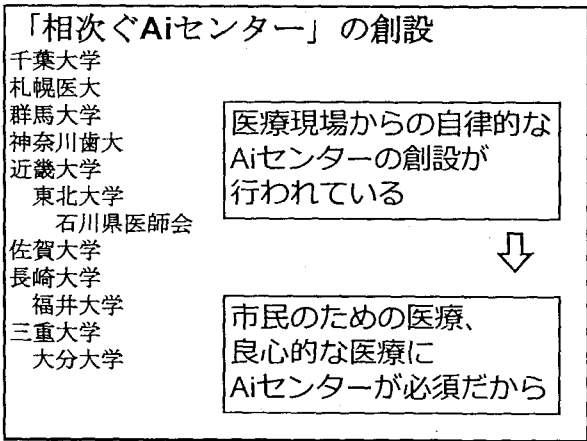 「相次ぐAiセンター」の創設
千葉大学
札幌医大
群馬大学
神奈川歯大
近畿大学
東北大学
石川県医師会
佐賀大学
長崎大学
福井大学
三重大学
大分大学
医療現場からの自律的な
Aiセンターの創設が
行われている
市民のための医療、
良心的な医療に
Aiセンターが必須だから